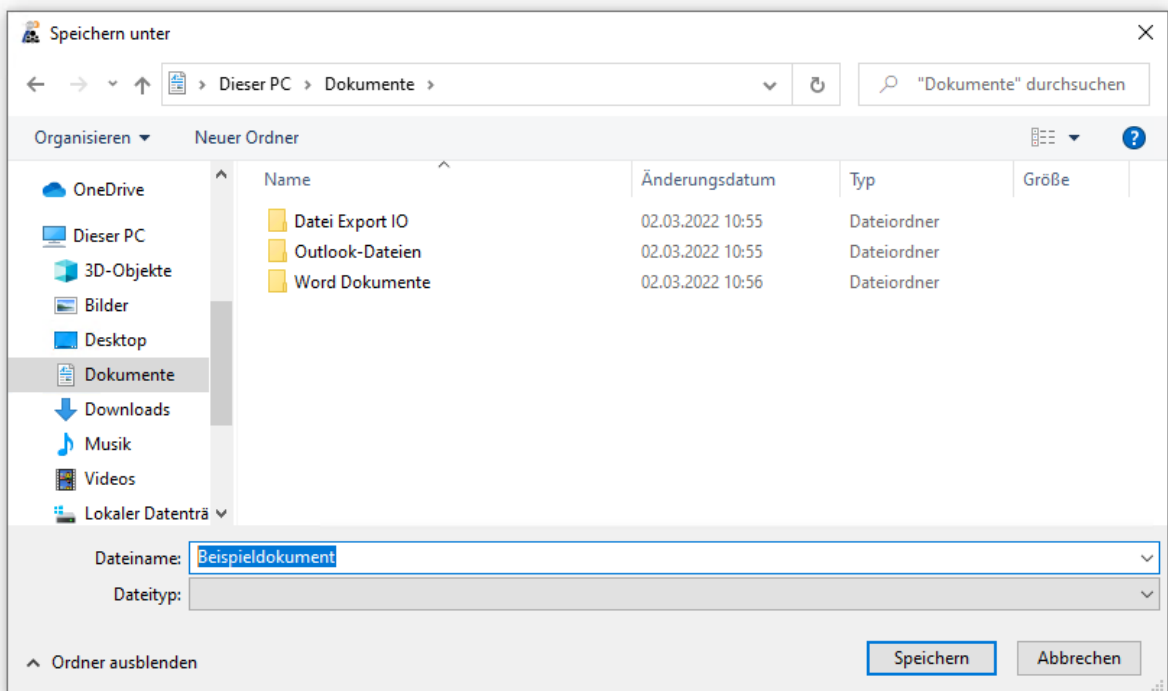 Speichern unter
Dieser PC > Dokumente >
"Dokumente" durchsuchen
Organisieren
Neuer Ordner
OneDrive
Dieser PC
3D-Objekte
Bilder
Desktop
Dokumente
Downloads
Musik
Videos
Lokaler Datenträ
Name Änderungsdatum Typ Größe
Datei Export IO 02.03.2022 10:55 Dateiordner
Outlook-Dateien 02.03.2022 10:55 Dateiordner
Word Dokumente 02.03.2022 10:56 Dateiordner
Dateiname: Beispieldokument
Dateityp:
Ordner ausblenden
Speichern
Abbrechen